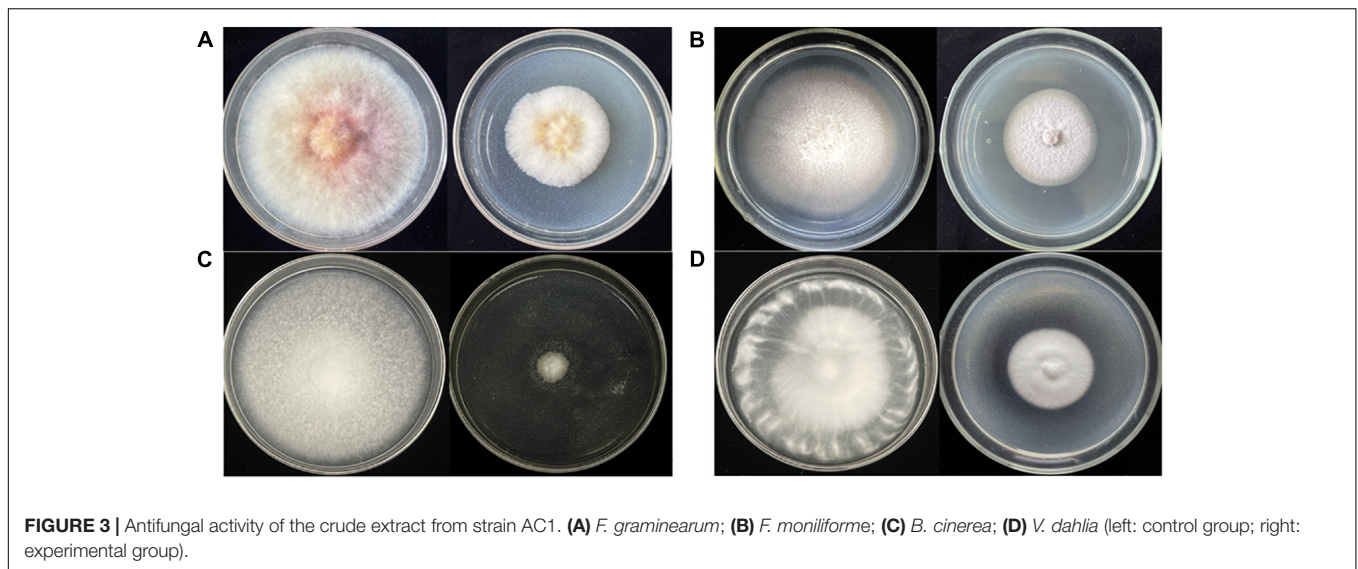 A
B
C
D
FIGURE 3 | Antifungal activity of the crude extract from strain AC1. (A) F. graminearum; (B) F. moniliforme; (C) B. cinerea; (D) V. dahlia (left: control group; right:
experimental group).